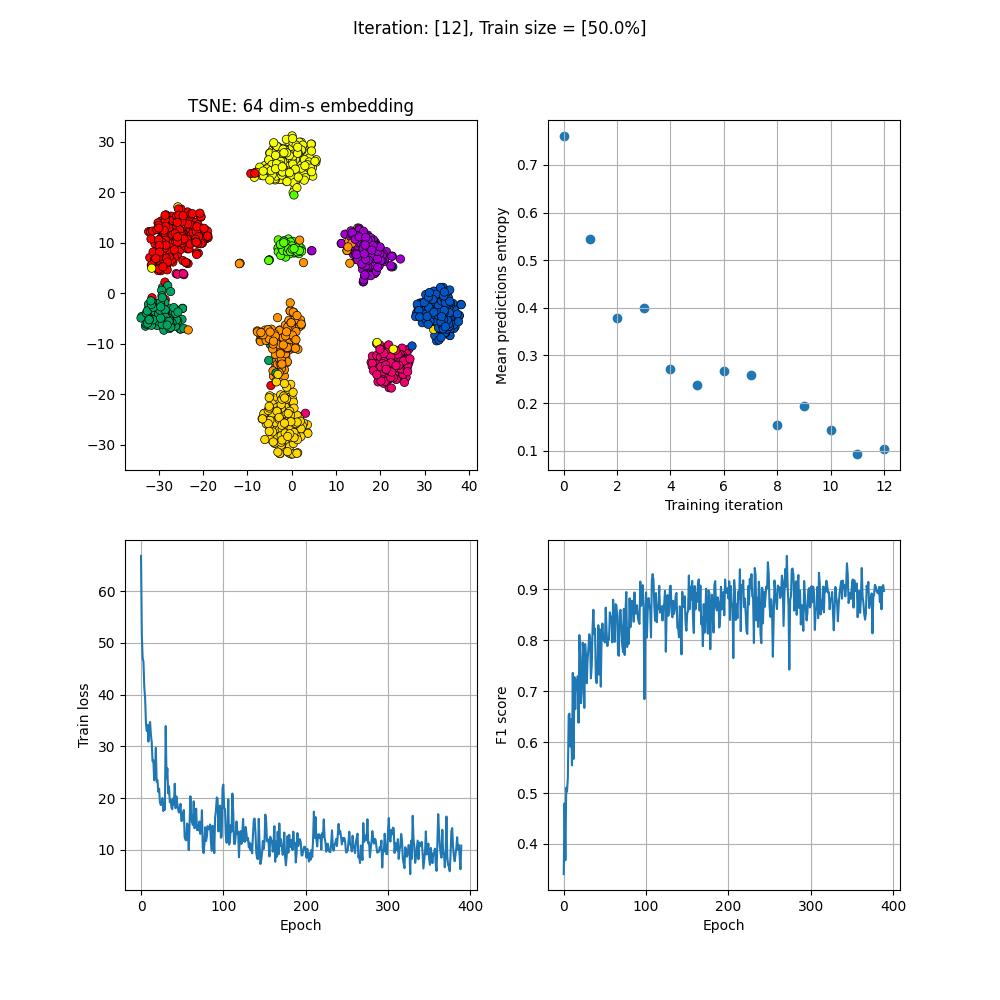 Iteration: [12], Train size = [50.0%]
TSNE: 64 dim-s embedding
30
20
10
0
−10
−20
−30
−30 −20 −10 0 10 20 30 40
Mean predictions entropy
0.7
0.6
0.5
0.4
0.3
0.2
0.1
0 2 4 6 8 10 12
Training iteration
Train loss
60
50
40
30
20
10
0 100 200 300 400
Epoch
F1 score
0.9
0.8
0.7
0.6
0.5
0.4
0 100 200 300 400
Epoch